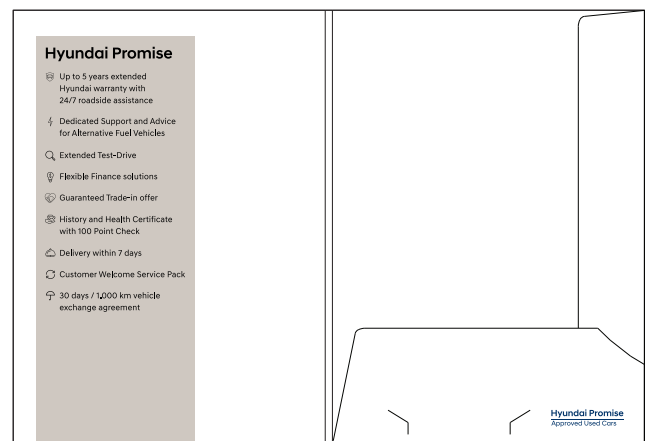 Hyundai Promise
Up to 5 years extended
Hyundai warranty with
24/7 roadside assistance
Dedicated Support and Advice
for Alternative Fuel Vehicles
Extended Test-Drive
Flexible Finance solutions
Guaranteed Trade-in offer
History and Health Certificate
with 100 Point Check
Delivery within 7 days
Customer Welcome Service Pack
30 days / 1,000 km vehicle
exchange agreement
Hyundai Promise
Approved Used Cars